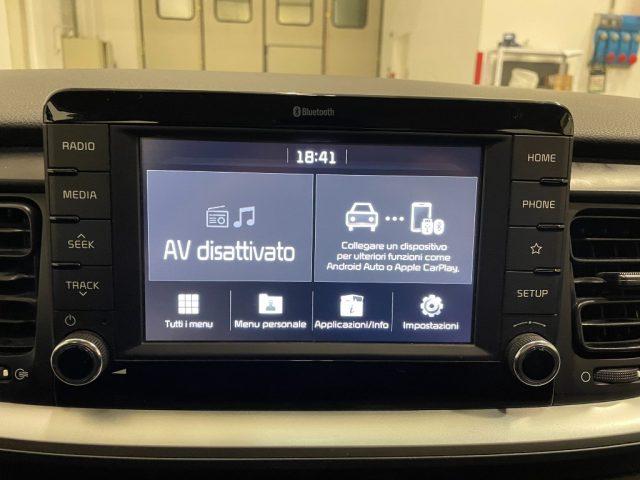 Bluetooth
18:41
RADIO
MEDIA
SEEK
TRACK
HOME
PHONE
SETUP
AV disattivato
Collegare un dispositivo
per ulteriori funzioni come
Android Auto o Apple CarPlay.
Tutti i menu
Menu personale
Applicazioni/Info
Impostazioni